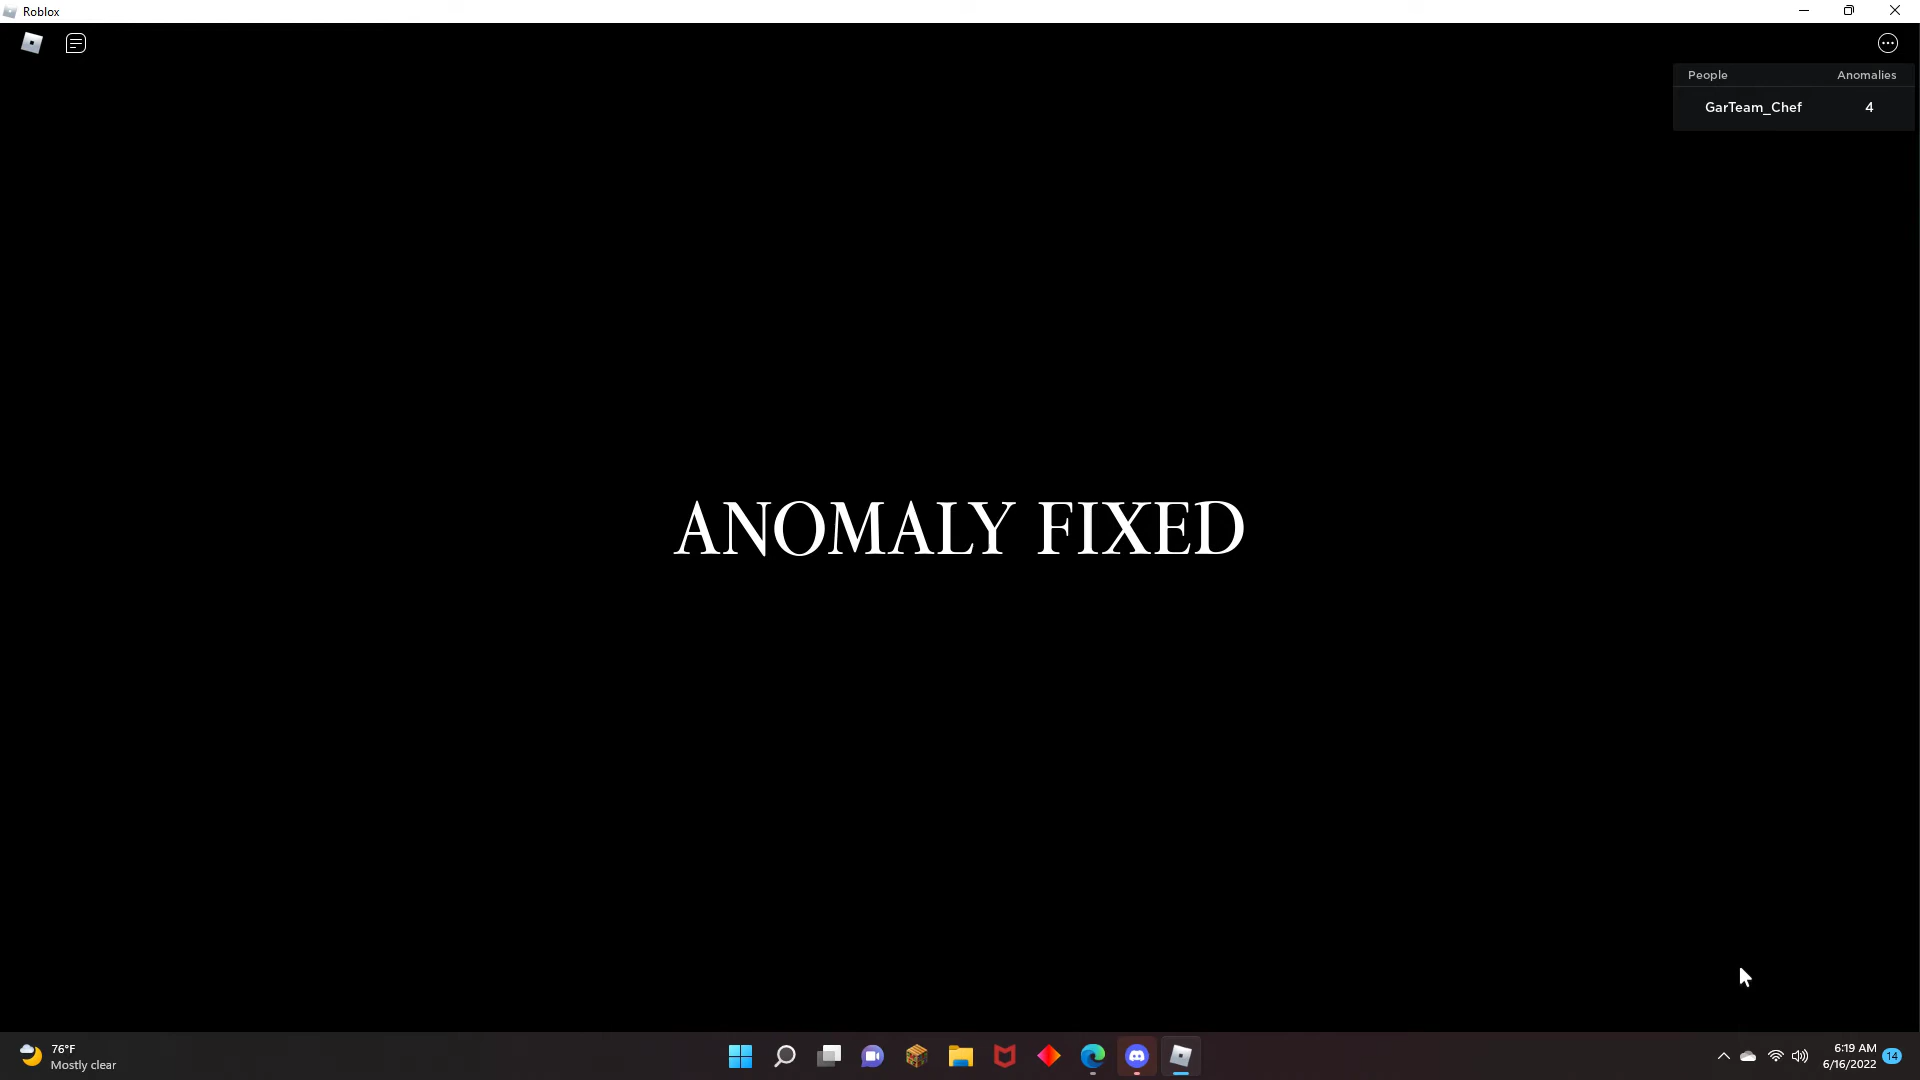 Roblox
People Anomalies
GarTeam_Chef 4
ANOMALY FIXED
76°F
Mostly clear
6:19 AM
6/16/2022
14